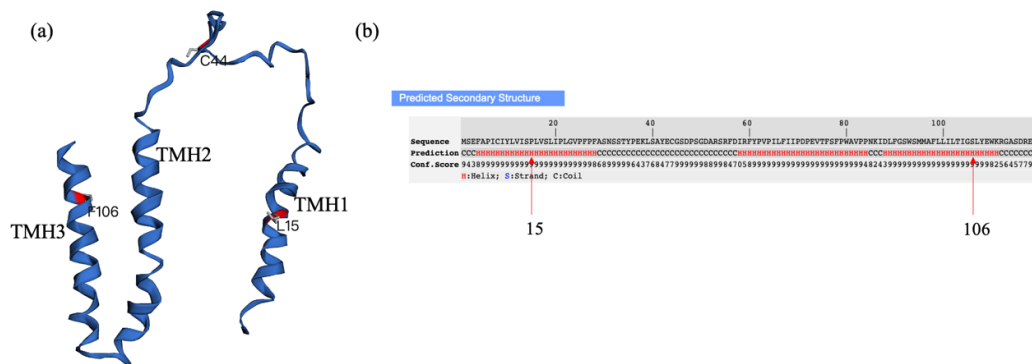 (a)
(b)
C44
TMH2
TMH1
L15
F106
TMH3
Predicted Secondary Structure
20 40 60 80 100
Sequence MSEFAPICIYLVISPLVSLIPLGVPFPFASNSSTYPEKLSAYECGSDPSGDARSRFDIRFYPVPILFIIPDPEVTFSFPWAVPPNKIDLFGSWSMMAFLLILTIGSLYEWKRGASDRE
Prediction
Conf.Score
H:Helix; S:Strand; C:Coil
15
106